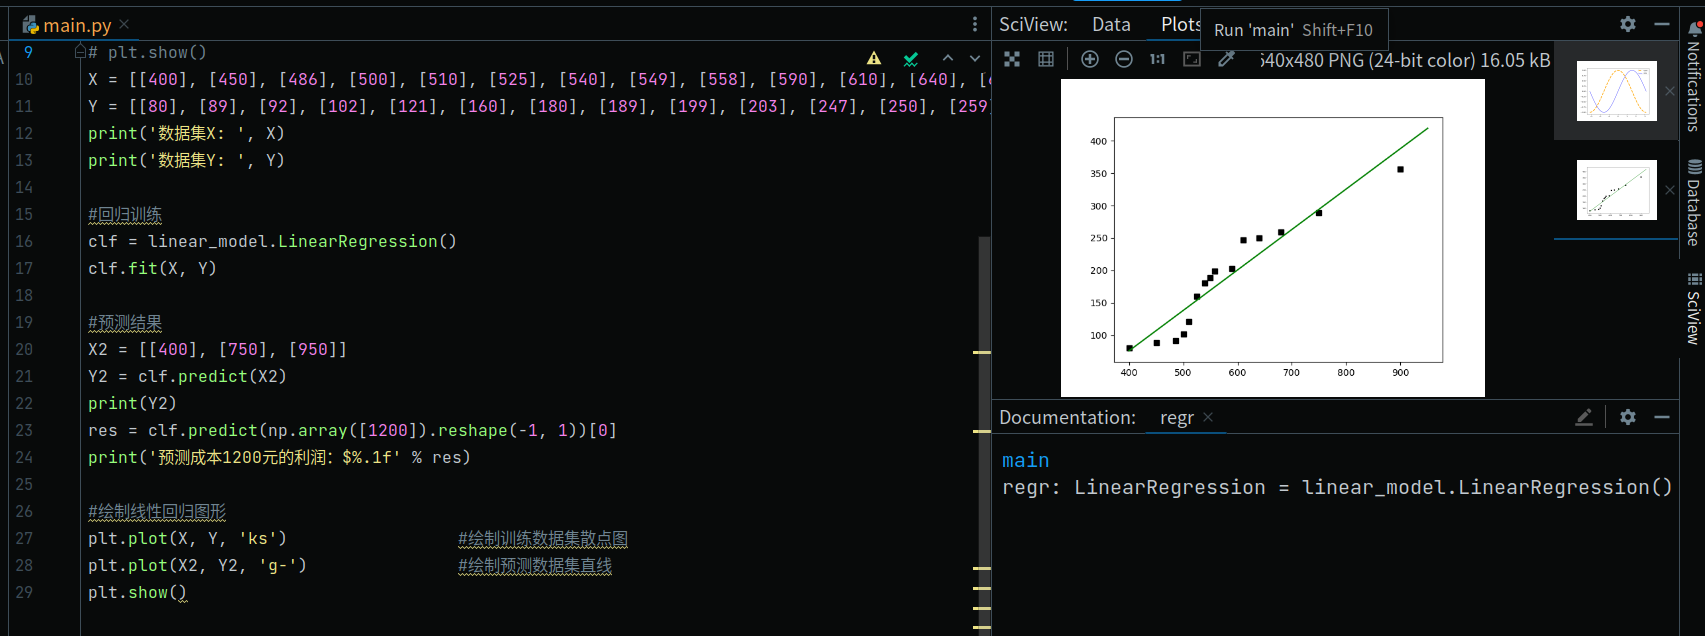 main.py
9 # plt.show()
10 X = [[400], [450], [486], [500], [510], [525], [540], [549], [558], [590], [610], [640], [
11 Y = [[80], [89], [92], [102], [121], [160], [180], [189], [199], [203], [247], [250], [259
12 print('数据集X: ', X)
13 print('数据集Y: ', Y)
14
15 #回归训练
16 clf = linear_model.LinearRegression()
17 clf.fit(X, Y)
18
19 #预测结果
20 X2 = [[400], [750], [950]]
21 Y2 = clf.predict(X2)
22 print(Y2)
23 res = clf.predict(np.array([1200]).reshape(-1, 1))[0]
24 print('预测成本1200元的利润: $%.1f' % res)
25
26 #绘制线性回归图形
27 plt.plot(X, Y, 'ks') #绘制训练数据集散点图
28 plt.plot(X2, Y2, 'g-') #绘制预测数据集直线
29 plt.show()
SciView: Data Plots
Run 'main' Shift+F10
1:1 640x480 PNG (24-bit color) 16.05 kB
400
350
300
250
200
150
100
400 500 600 700 800 900
Documentation: regr
main
regr: LinearRegression = linear_model.LinearRegression()
Notifications
Database
SciView